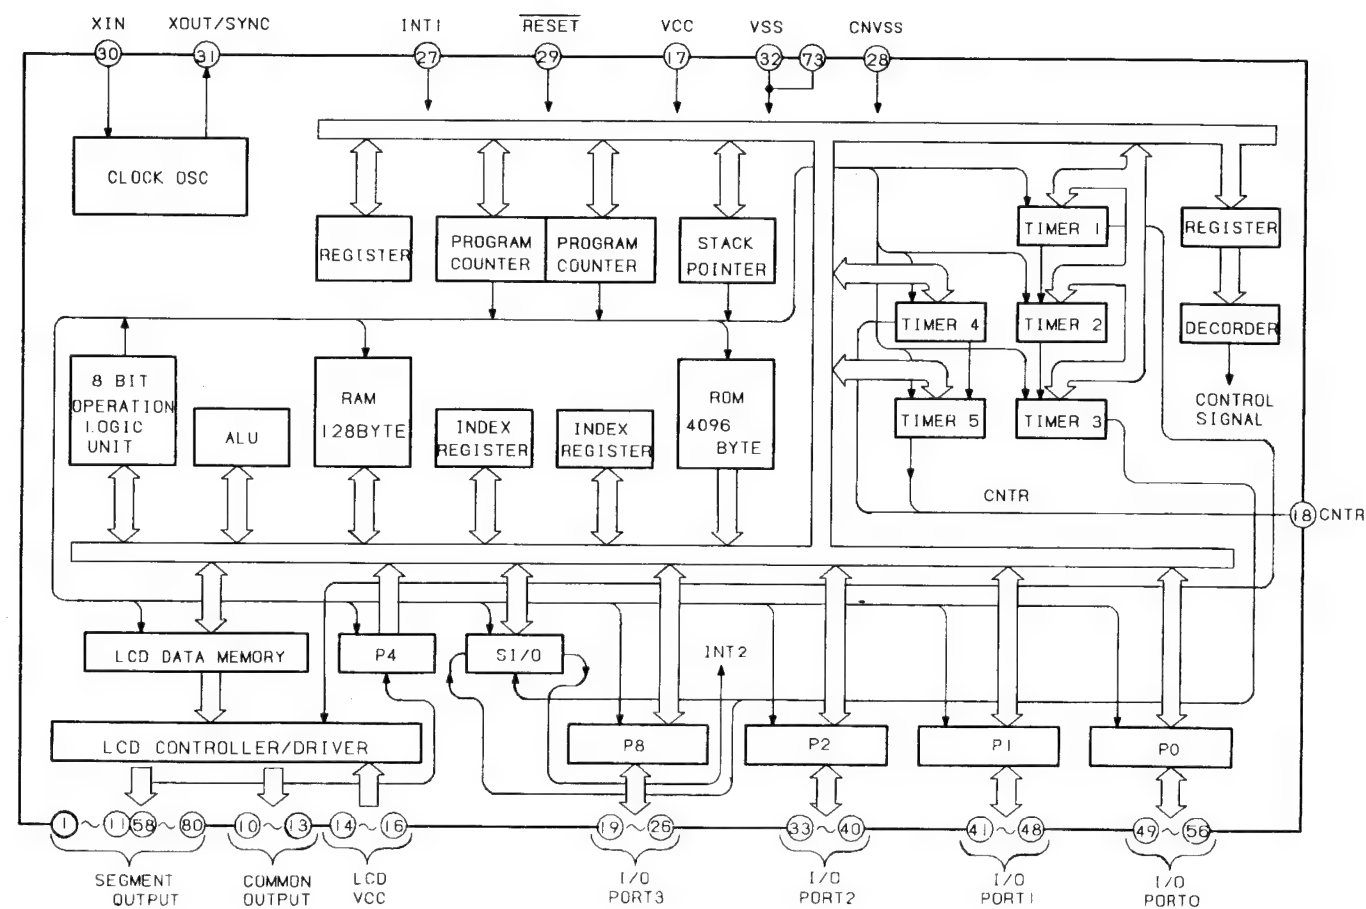 XIN XOUT/SYNC INT1 RESET VCC VSS CNVSS
30 31 27 29 17 32 73 28
CLOCK OSC
REGISTER
PROGRAM
COUNTER
PROGRAM
COUNTER
STACK
POINTER
TIMER 1
REGISTER
TIMER 4
TIMER 2
DECORDER
8 BIT
OPERATION
LOGIC
UNIT
ALU
RAM
128BYTE
INDEX
REGISTER
INDEX
REGISTER
ROM
4096
BYTE
TIMER 5
TIMER 3
CONTROL
SIGNAL
CNTR
18 CNTR
LCD DATA MEMORY
P4
SI/O
INT2
LCD CONTROLLER/DRIVER
P8
P2
P1
P0
1 ~ 11 58 ~ 80 10 ~ 13 14 ~ 16 19 ~ 26 33 ~ 40 41 ~ 48 49 ~ 56
SEGMENT
OUTPUT
COMMON
OUTPUT
LCD
VCC
I/O
PORT3
I/O
PORT2
I/O
PORT1
I/O
PORT0